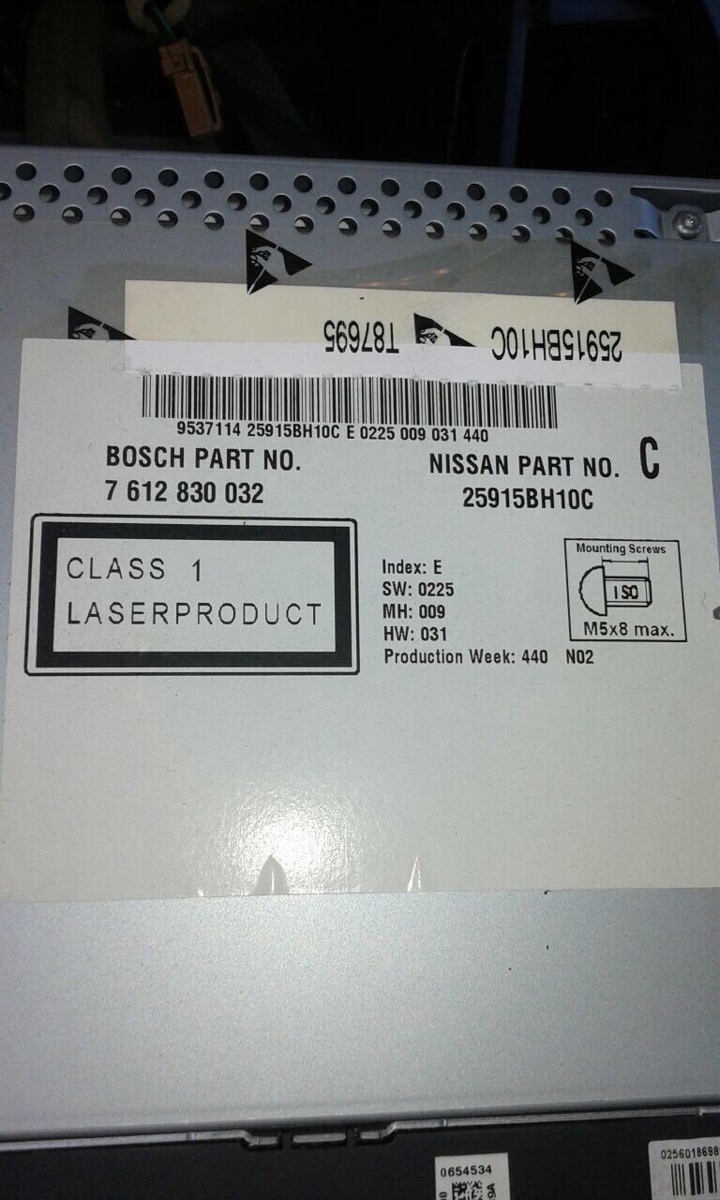 25915BH10C T87695
9537114 25915BH10C E 0225 009 031 440
BOSCH PART NO.
7 612 830 032
NISSAN PART NO. C
25915BH10C
CLASS 1
LASERPRODUCT
Index: E
SW: 0225
MH: 009
HW: 031
Production Week: 440 N02
Mounting Screws
ISO
M5x8 max.
0654534
0256018698